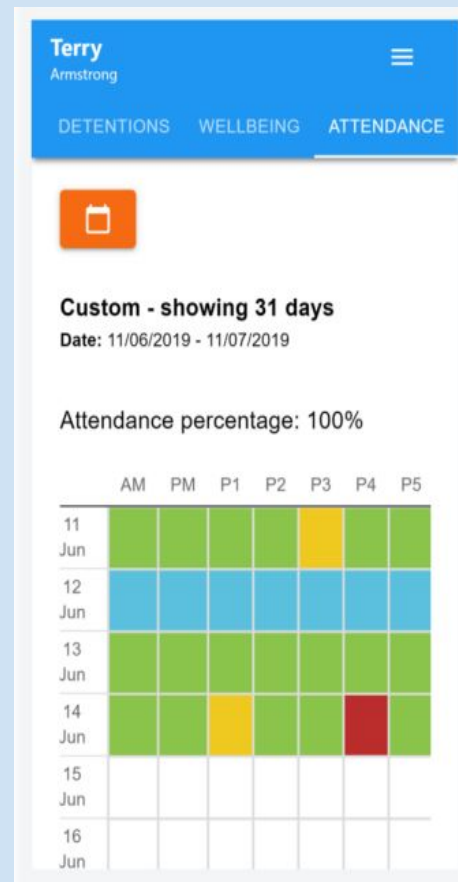 Terry
Armstrong
DETENTIONS WELLBEING ATTENDANCE
Custom - showing 31 days
Date: 11/06/2019 - 11/07/2019
Attendance percentage: 100%
AM PM P1 P2 P3 P4 P5
11
Jun
12
Jun
13
Jun
14
Jun
15
Jun
16
Jun